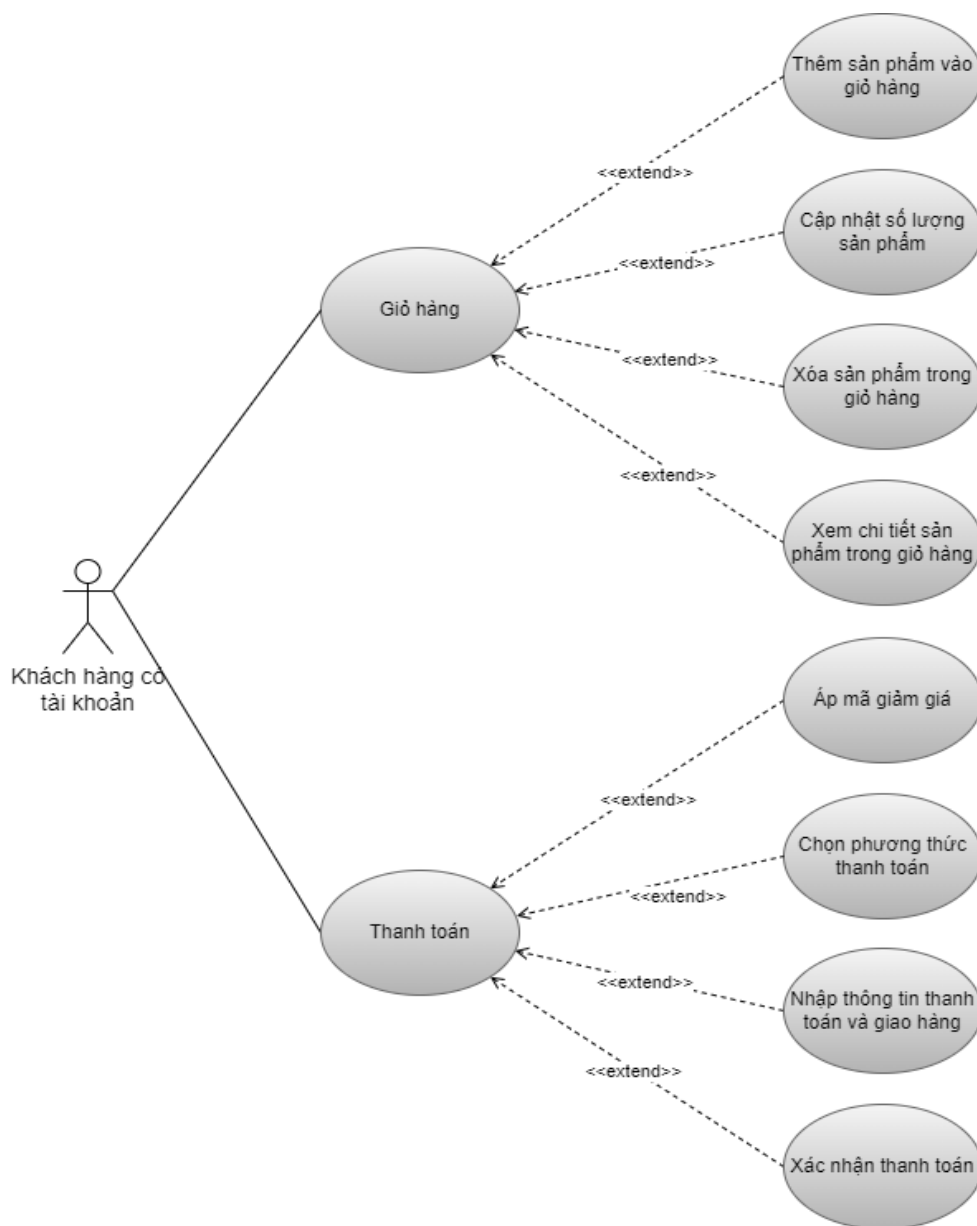 Thêm sản phẩm vào
giỏ hàng
<<extend>>
Cập nhật số lượng
sản phẩm
<<extend>>
Giỏ hàng
<<extend>>
Xóa sản phẩm trong
giỏ hàng
<<extend>>
Xem chi tiết sản
phẩm trong giỏ hàng
Khách hàng có
tài khoản
Áp mã giảm giá
<<extend>>
Chọn phương thức
thanh toán
<<extend>>
Thanh toán
<<extend>>
Nhập thông tin thanh
toán và giao hàng
<<extend>>
Xác nhận thanh toán